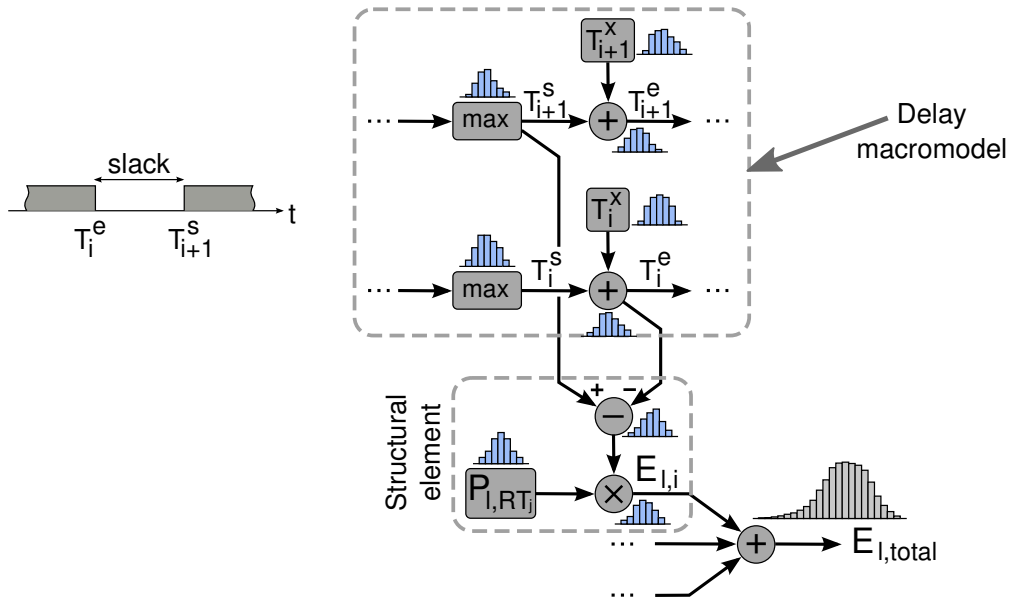 T_{i+1}^x
... max T_{i+1}^s + T_{i+1}^e ...
Delay
macromodel
slack
t
T_i^e T_{i+1}^s
T_i^x
... max T_i^s + T_i^e ...
+ −
−
Structural
element
P_{l,RT_j} × E_{l,i}
... + E_{l,total}
...